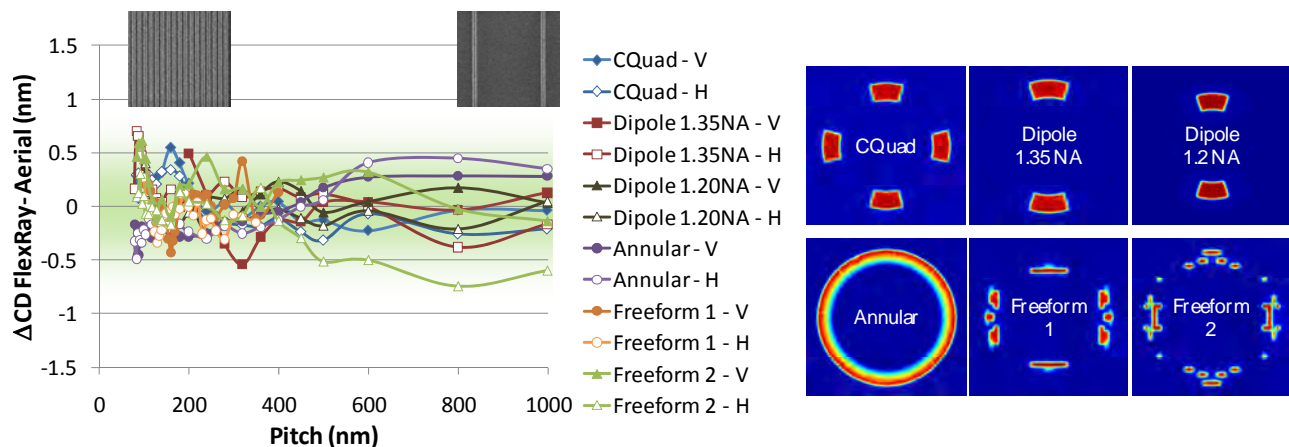 1.5
1
0.5
0
-0.5
-1
-1.5
ΔCD FlexRay- Aerial (nm)
0
200
400
600
800
1000
Pitch (nm)
CQuad - V
CQuad - H
Dipole 1.35NA - V
Dipole 1.35NA - H
Dipole 1.20NA - V
Dipole 1.20NA - H
Annular - V
Annular - H
Freeform 1 - V
Freeform 1 - H
Freeform 2 - V
Freeform 2 - H
CQuad
Dipole
1.35 NA
Dipole
1.2 NA
Annular
Freeform
1
Freeform
2